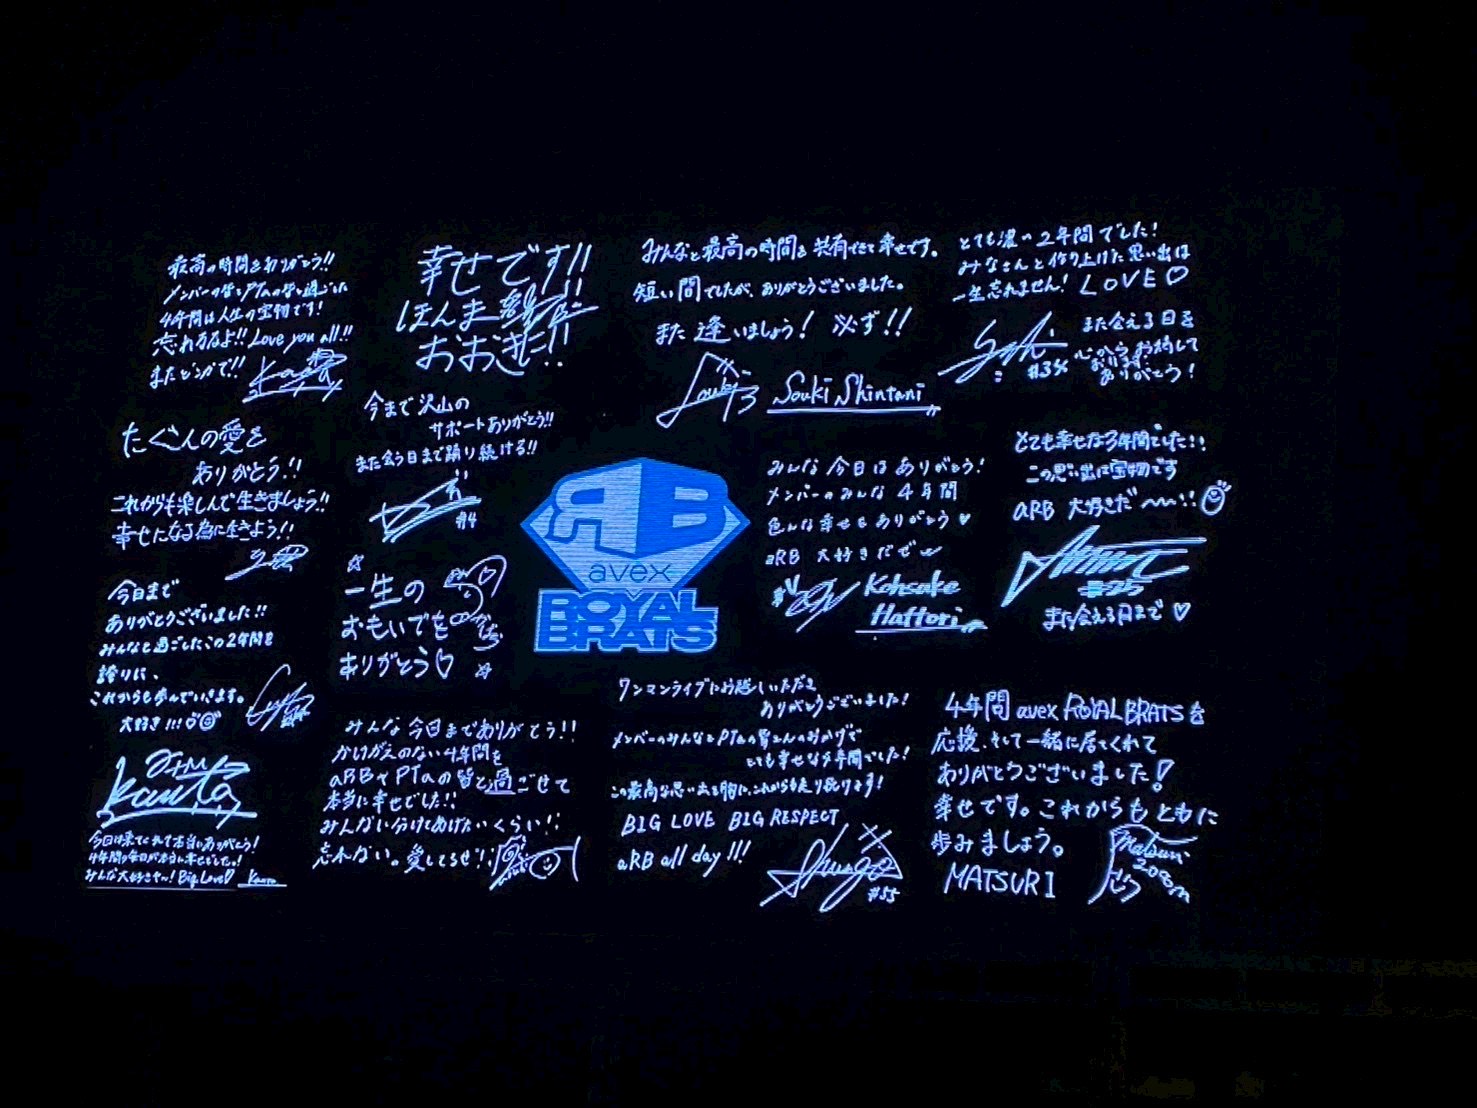 最高の時間をありがとう!!
メンバーの皆とPTaの皆と過ごした
4年間は人生の宝物です!
忘れるなよ!! Love you all!!
またどこかで!!
幸せです!!
ほんま
おおきに!!
みんなと最高の時間を共有できて幸せです。
短い間でしたが、ありがとうございました。
また逢いましょう! 必ず!!
Souki Shintani
とても濃い2年間でした!
みなさんと作り上げた思い出は
一生忘れません! LOVE♡
また会える日を
心からお待ちして
おります
ありがとう!
#34
たくさんの愛を
ありがとう!!
これからも楽しんで生きましょう!!
幸せになる為に生きよう!!
今まで沢山の
サポートありがとう!!
また会う日まで踊り続ける!!
#4
RB
avex
ROYAL
BRATS
みんな今日はありがとう!
メンバーのみんな4年間
色んな幸せをありがとう♥
aRB 大好きだぜ
Kohsake
Hattori
とても幸せな3年間でした!!
この思い出は宝物です
aRB 大好きだ〜!!
#25
また会える日まで♡
今日まで
ありがとうございました!!
みんなと過ごしたこの2年間を
誇りに、
これからも歩んでいきます。
大好き!!!
一生の
おもいでを
ありがとう♡
Kanta
今日は来てくれて本当にありがとう!
4年間毎日が本当に幸せでした!
みんな大好きや〜! Big Love♡
みんな今日までありがとう!!
かけがえのない4年間を
aRBとPTaの皆と過ごせて
本当に幸せでした!!
みんなに分けてあげたいくらい!!
忘れない。愛してるぜ!!
ワンマンライブにお越しいただき
ありがとうございました!
メンバーのみんなとPTaの皆さんのおかげで
とても幸せな4年間でした!
この最高な思い出を胸に、これからも走り続けます!
BIG LOVE BIG RESPECT
aRB all day!!!
Shungo
#55
4年間 avex ROYAL BRATSを
応援、そして一緒に居てくれて
ありがとうございました!
幸せです。これからもともに
歩みましょう。
MATSURI